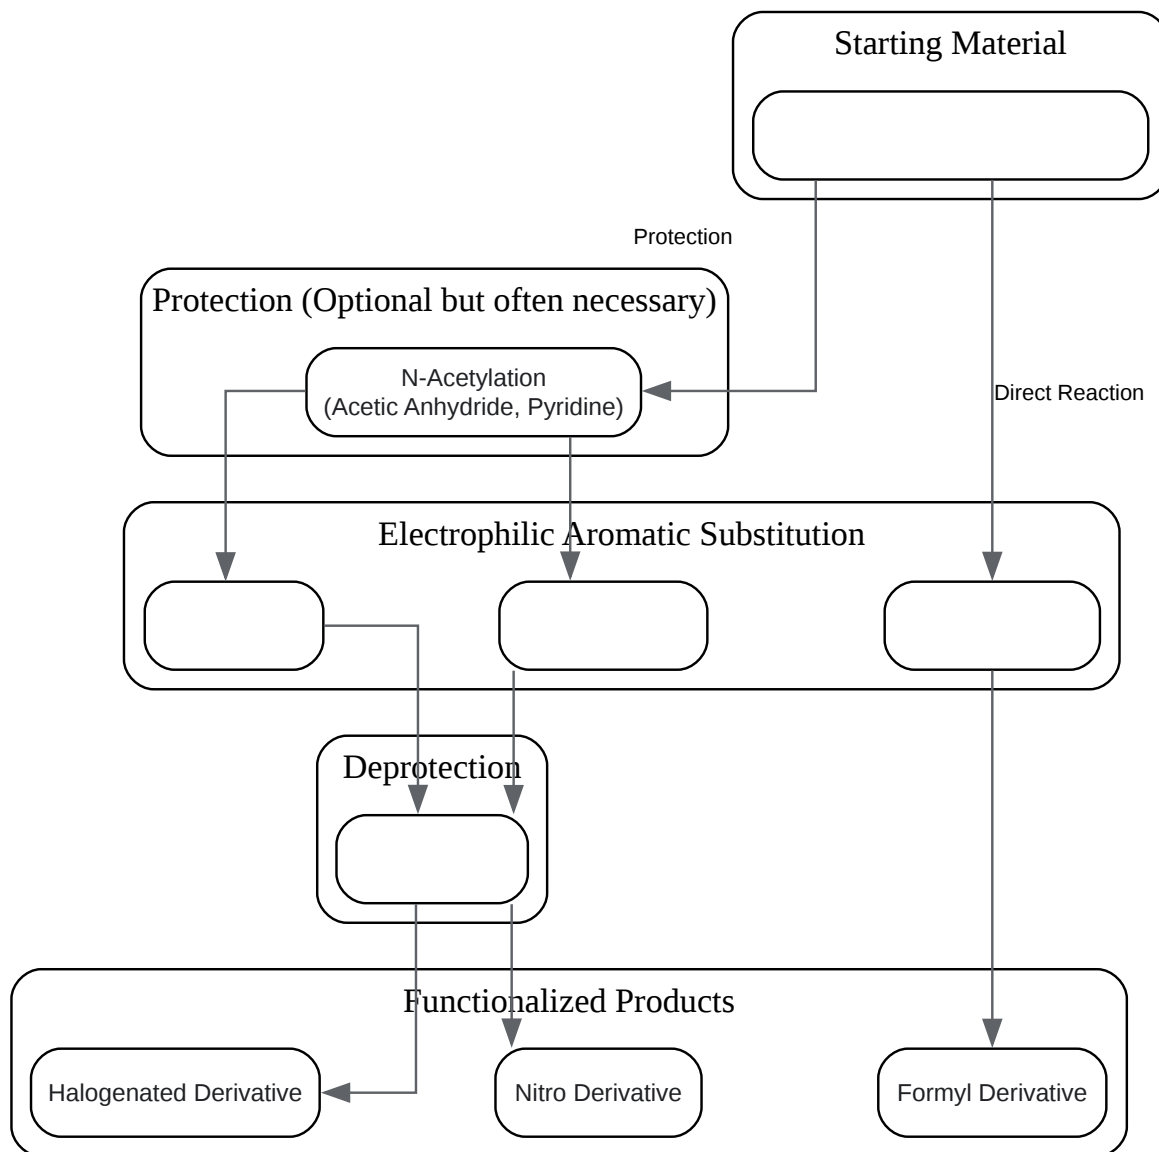 Starting Material
Protection
Protection (Optional but often necessary)
N-Acetylation
(Acetic Anhydride, Pyridine)
Direct Reaction
Electrophilic Aromatic Substitution
Deprotection
Functionalized Products
Halogenated Derivative
Nitro Derivative
Formyl Derivative